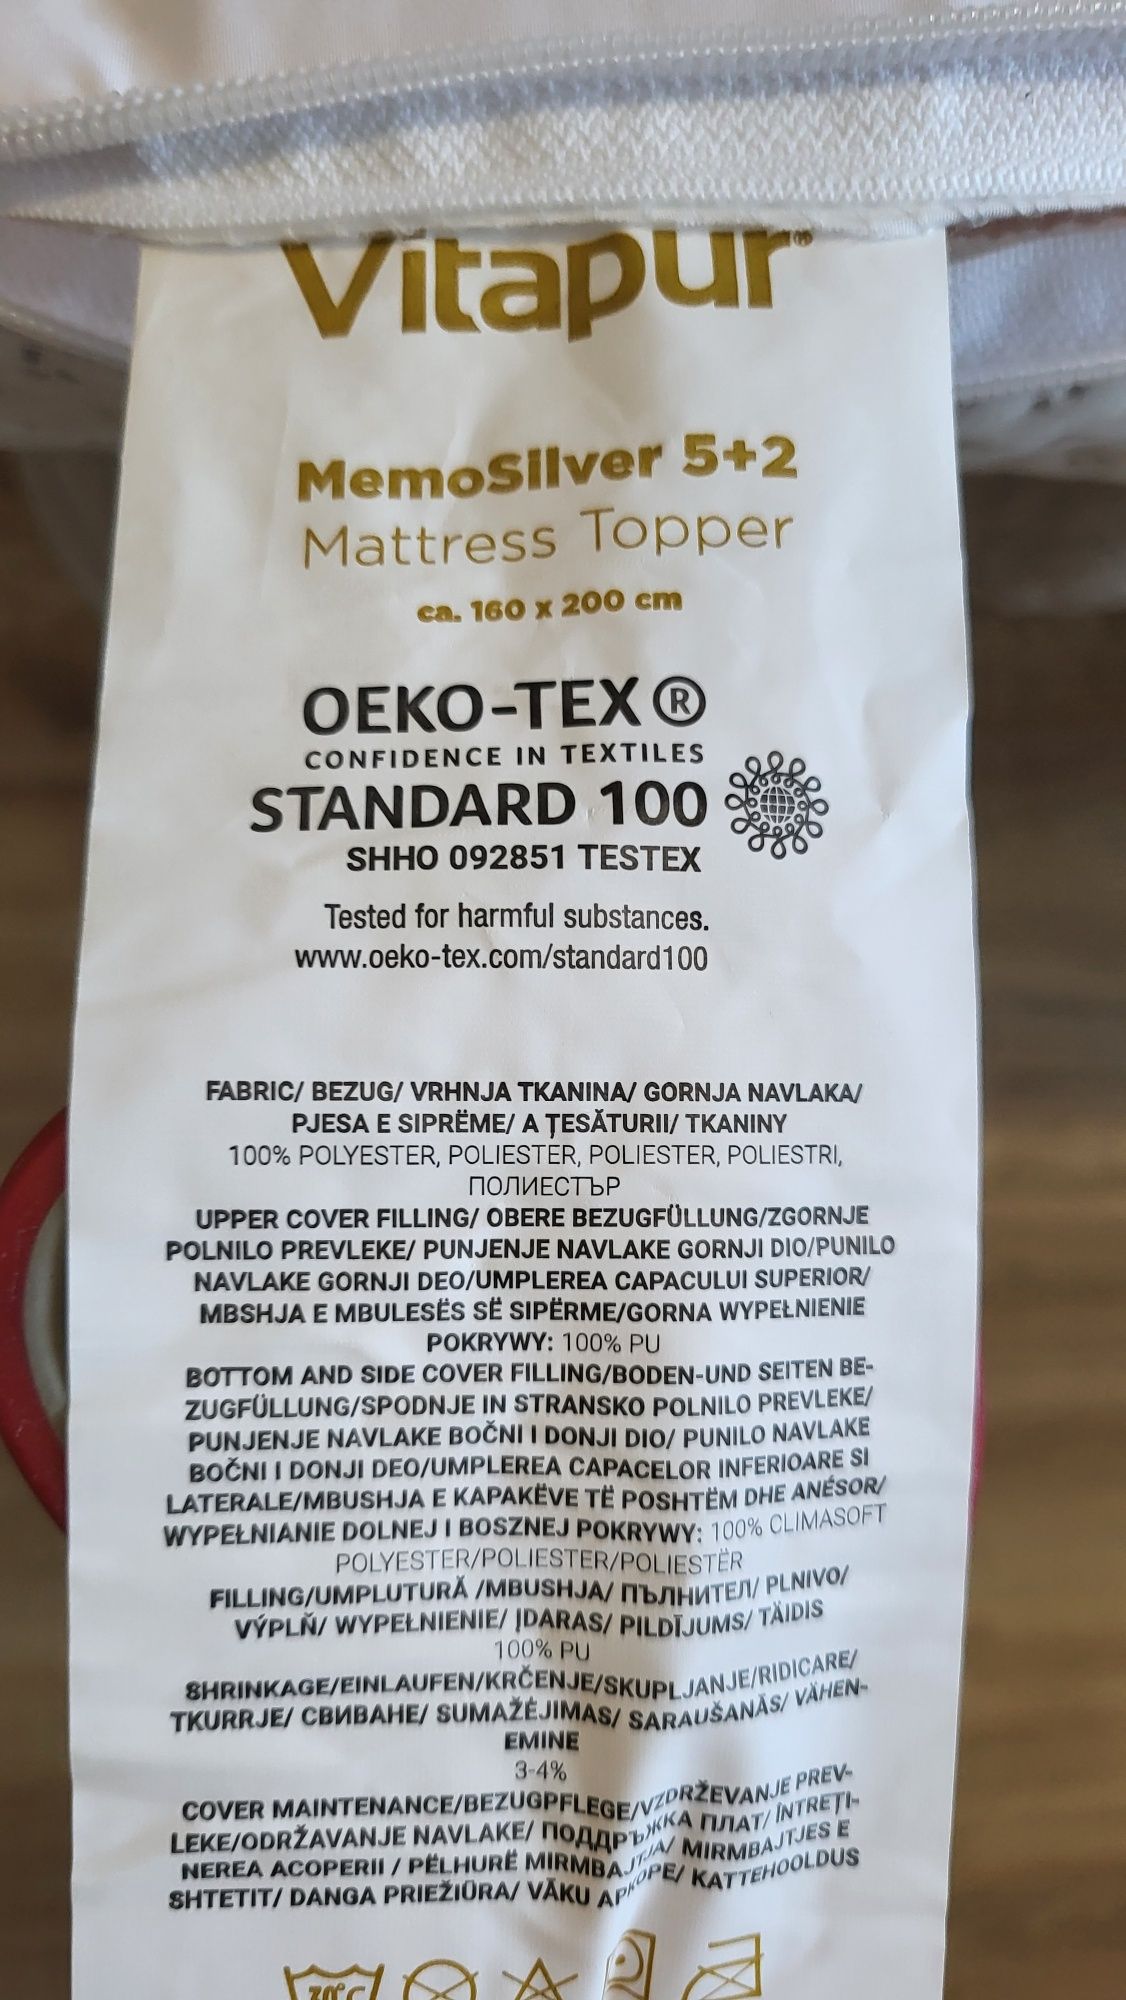 Vitapur®
MemoSilver 5+2
Mattress Topper
ca. 160 x 200 cm
OEKO-TEX®
CONFIDENCE IN TEXTILES
STANDARD 100
SHHO 092851 TESTEX
Tested for harmful substances.
www.oeko-tex.com/standard100
FABRIC/ BEZUG/ VRHNJA TKANINA/ GORNJA NAVLAKA/
PJESA E SIPRËME/ A ȚESĂTURII/ TKANINY
100% POLYESTER, POLIESTER, POLIESTER, POLIESTRI,
ПОЛИЕСТЪР
UPPER COVER FILLING/ OBERE BEZUGFÜLLUNG/ZGORNJE
POLNILO PREVLEKE/ PUNJENJE NAVLAKE GORNJI DIO/PUNILO
NAVLAKE GORNJI DEO/UMPLEREA CAPACULUI SUPERIOR/
MBSHJA E MBULESËS SË SIPËRME/GORNA WYPEŁNIENIE
POKRYWY: 100% PU
BOTTOM AND SIDE COVER FILLING/BODEN-UND SEITEN BE-
ZUGFÜLLUNG/SPODNJE IN STRANSKO POLNILO PREVLEKE/
PUNJENJE NAVLAKE BOČNI I DONJI DIO/ PUNILO NAVLAKE
BOČNI I DONJI DEO/UMPLEREA CAPACELOR INFERIOARE SI
LATERALE/MBUSHJA E KAPAKËVE TË POSHTËM DHE ANÉSOR/
WYPEŁNIANIE DOLNEJ I BOSZNEJ POKRYWY: 100% CLIMASOFT
POLYESTER/POLIESTER/POLIESTËR
FILLING/UMPLUTURĂ /MBUSHJA/ ПЪЛНИТЕЛ/ PLNIVO/
VÝPLŇ/ WYPEŁNIENIE/ ĮDARAS/ PILDĪJUMS/ TÄIDIS
100% PU
SHRINKAGE/EINLAUFEN/KRČENJE/SKUPLJANJE/RIDICARE/
TKURRJE/ СВИВАНЕ/ SUMAŽĖJIMAS/ SARAUŠANĀS/ VÄHEN-
EMINE
3-4%
COVER MAINTENANCE/BEZUGPFLEGE/VZDRŽEVANJE PREV-
LEKE/ODRŽAVANJE NAVLAKE/ ПОДДРЪЖКА ПЛАТ/ ÎNTREȚI-
NEREA ACOPERII / PËLHURË MIRMBAJTJA/ MIRMBAJTJES E
SHTETIT/ DANGA PRIEŽIŪRA/ VĀKU APKOPE/ KATTEHOOLDUS